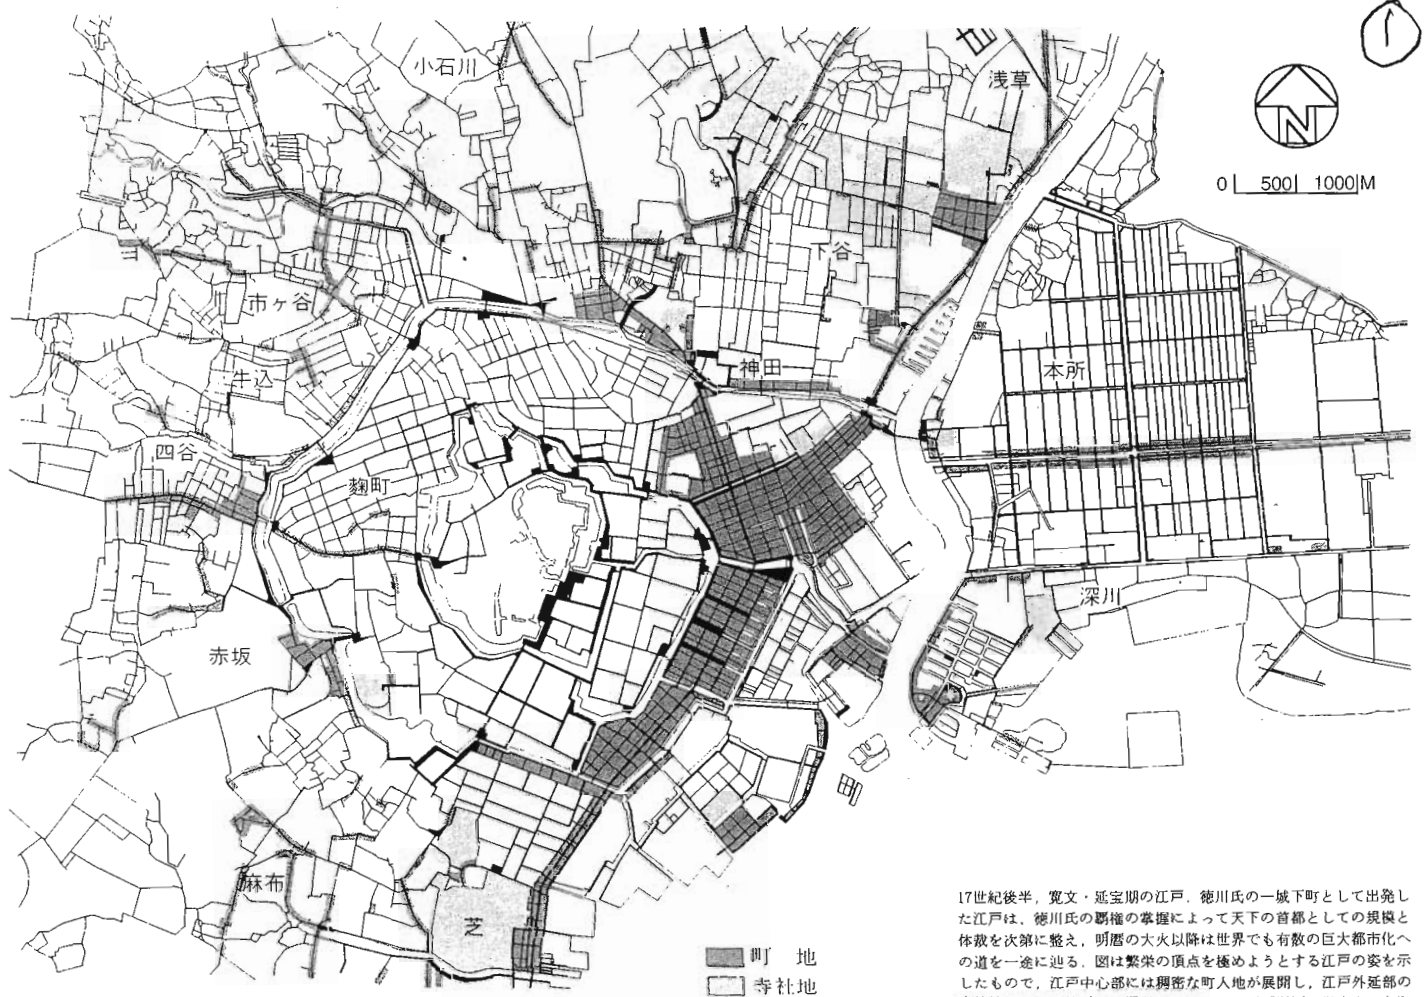 1
小石川
浅草
N
0 500 1000 M
下谷
市ヶ谷
神田
本所
牛込
四谷
麹町
深川
赤坂
麻布
芝
町 地
寺社地
17世紀後半,寛文・延宝期の江戸.徳川氏の一城下町として出発し
た江戸は,徳川氏の覇権の掌握によって天下の首都としての規模と
体裁を次第に整え,明暦の大火以降は世界でも有数の巨大都市化へ
の道を一途に辿る.図は繁栄の頂点を極めようとする江戸の姿を示
したもので,江戸中心部には稠密な町人地が展開し,江戸外延部の